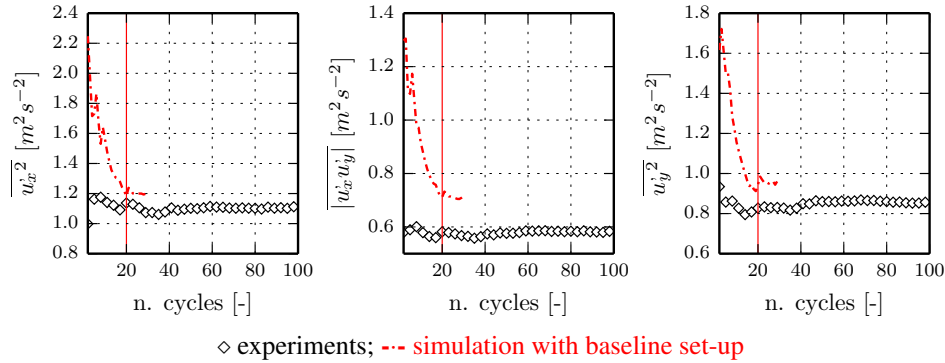 2.4
2.2
2.0
1.8
1.6
1.4
1.2
1.0
0.8
$\overline{u_x'^2}$ [$m^2s^{-2}$]
20 40 60 80 100
n. cycles [-]
1.4
1.2
1.0
0.8
0.6
$\overline{|u_x' u_y'|}$ [$m^2s^{-2}$]
20 40 60 80 100
n. cycles [-]
1.8
1.6
1.4
1.2
1.0
0.8
0.6
$\overline{u_y'^2}$ [$m^2s^{-2}$]
20 40 60 80 100
n. cycles [-]
experiments; simulation with baseline set-up